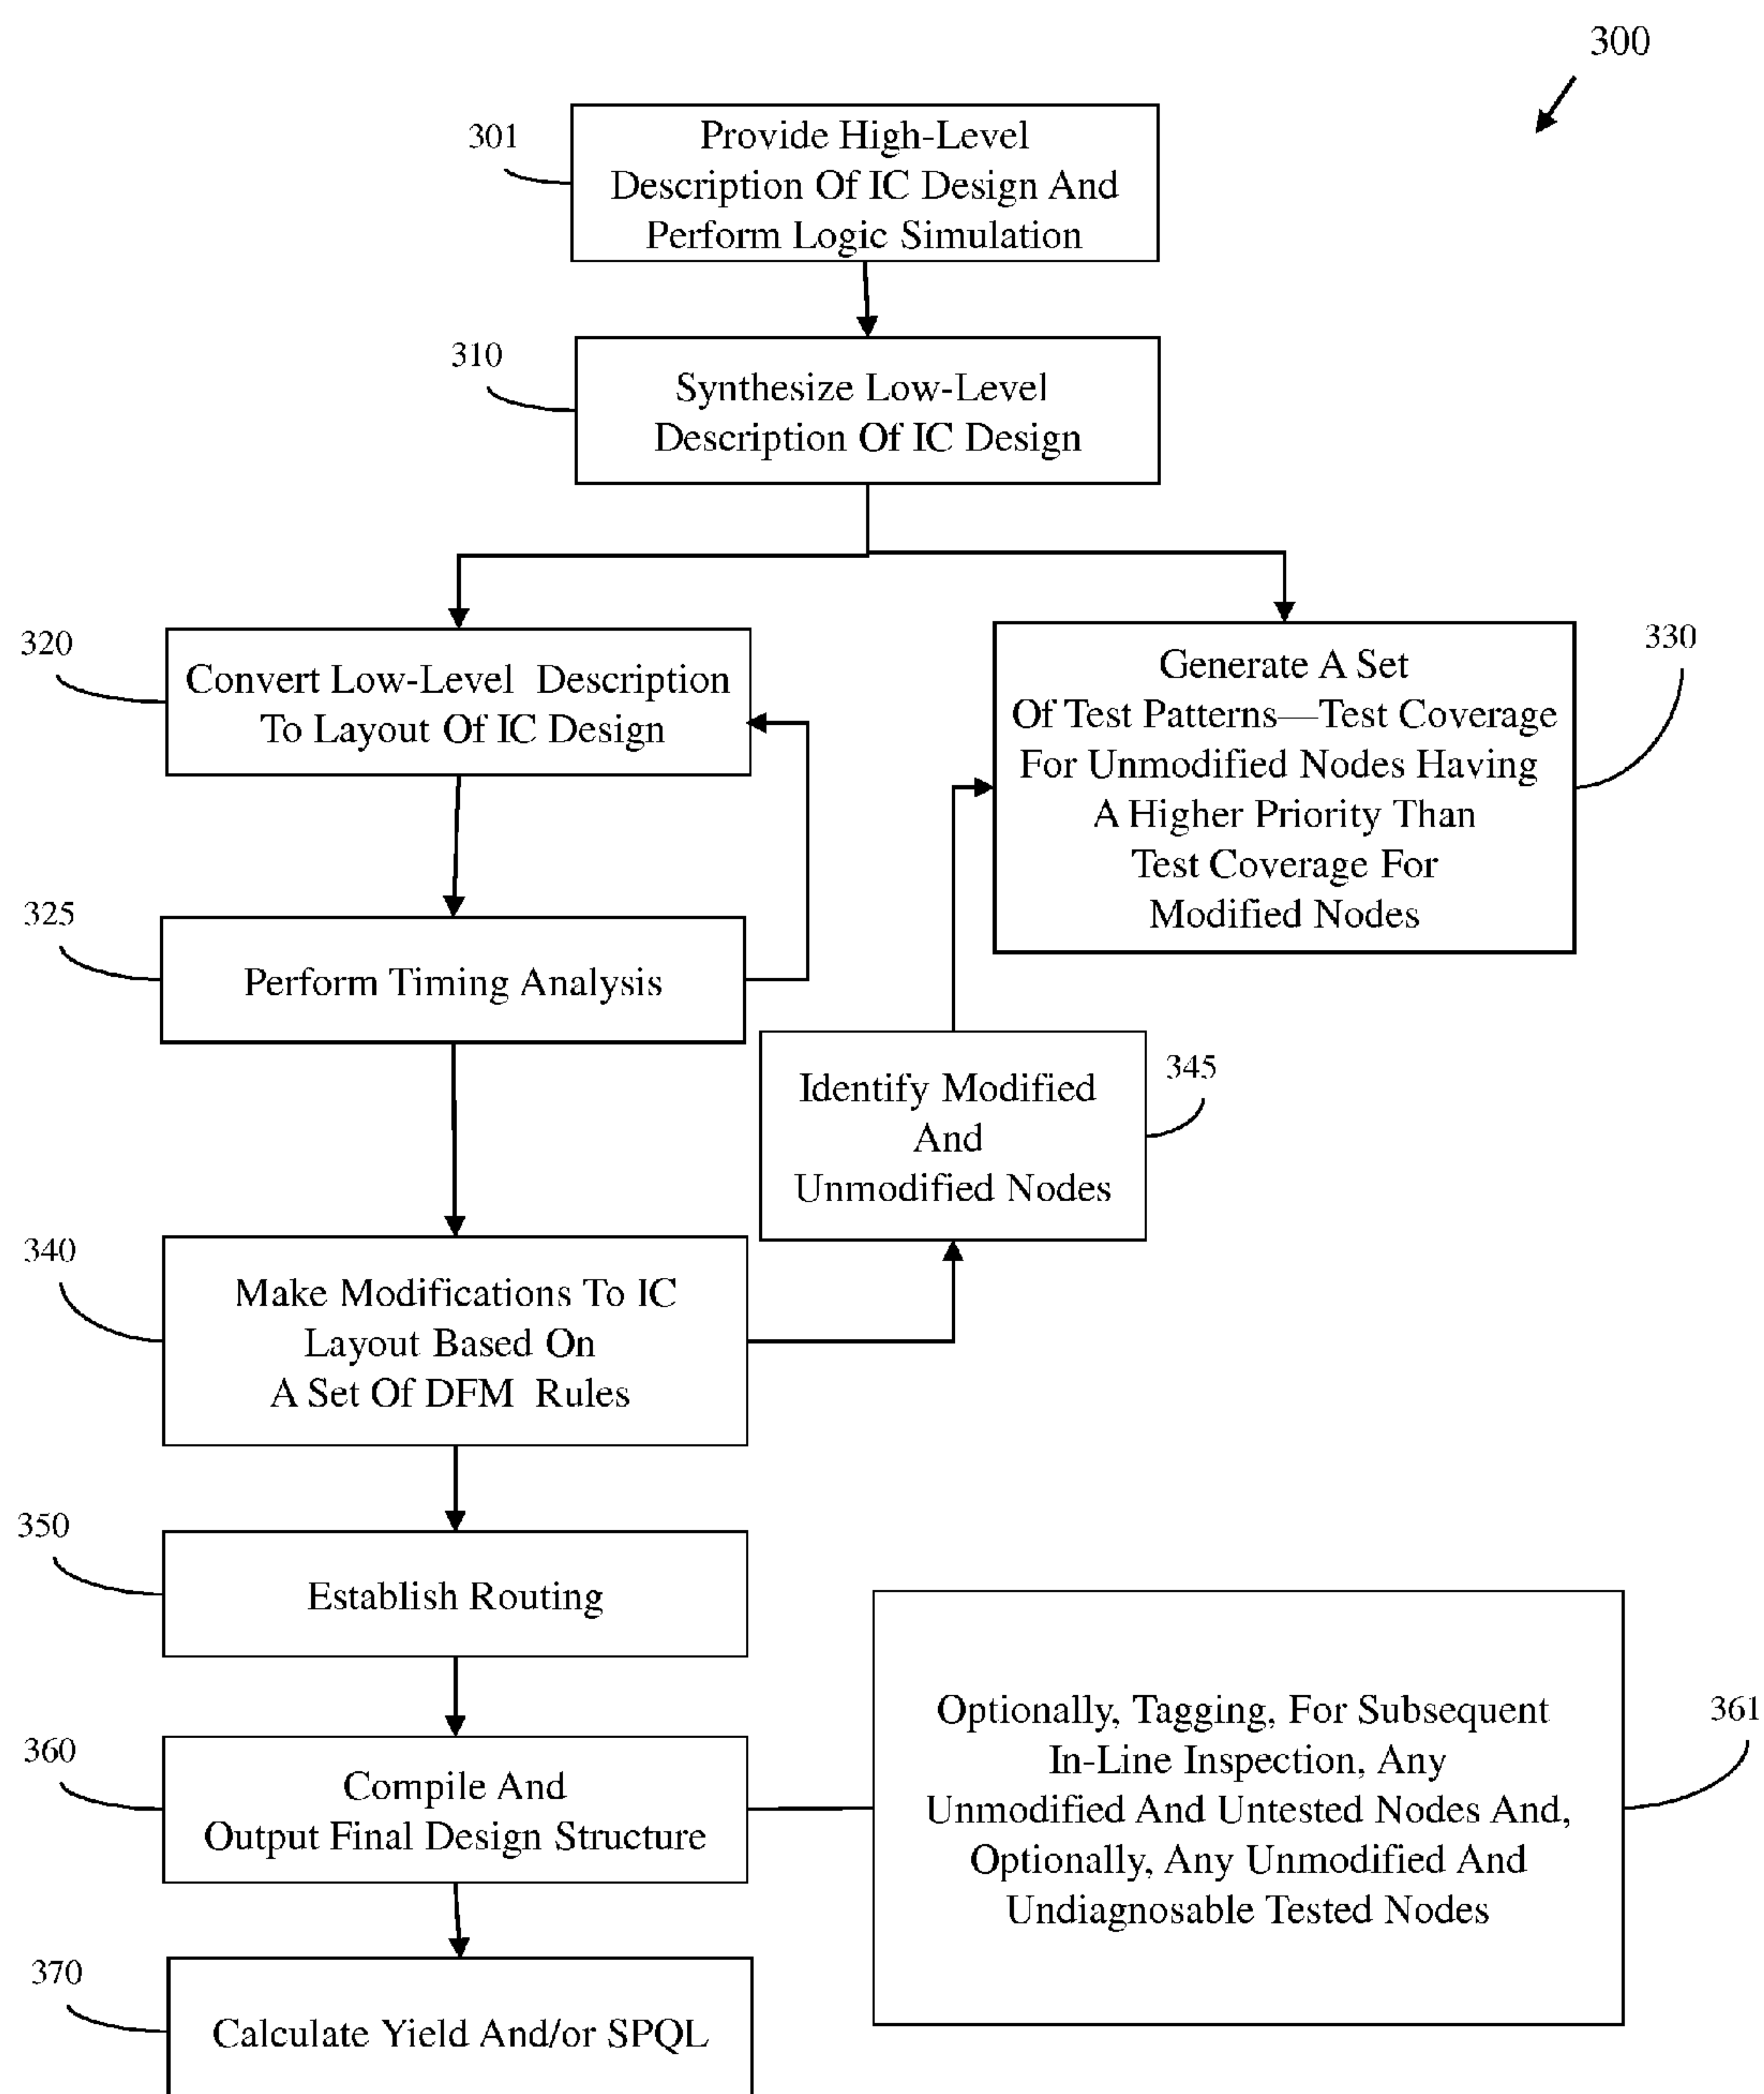 300
301
Provide High-Level
Description Of IC Design And
Perform Logic Simulation
310
Synthesize Low-Level
Description Of IC Design
320
Convert Low-Level Description
To Layout Of IC Design
330
Generate A Set
Of Test Patterns—Test Coverage
For Unmodified Nodes Having
A Higher Priority Than
Test Coverage For
Modified Nodes
325
Perform Timing Analysis
345
Identify Modified
And
Unmodified Nodes
340
Make Modifications To IC
Layout Based On
A Set Of DFM Rules
350
Establish Routing
360
Compile And
Output Final Design Structure
361
Optionally, Tagging, For Subsequent
In-Line Inspection, Any
Unmodified And Untested Nodes And,
Optionally, Any Unmodified And
Undiagnosable Tested Nodes
370
Calculate Yield And/or SPQL